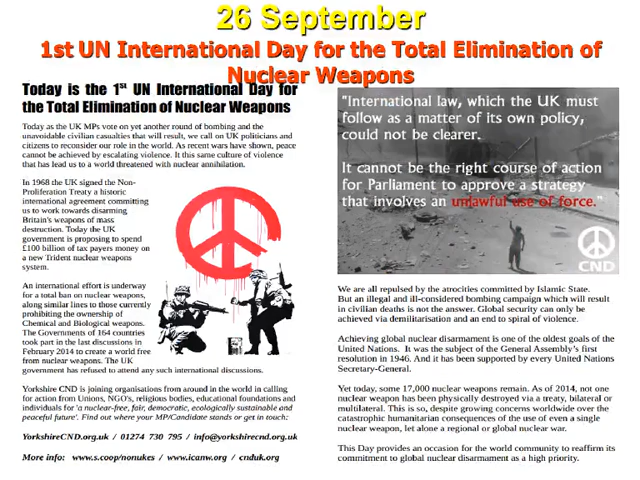 26 September
1st UN International Day for the Total Elimination of
Nuclear Weapons
Today is the 1st UN International Day for
the Total Elimination of Nuclear Weapons
Today as the UK MPs vote on yet another round of bombing and the
unavoidable civilian casualties that will result, we call on UK politicians and
citizens to reconsider our role in the world. As recent wars have shown, peace
cannot be achieved by escalating violence. It this same culture of violence
that has lead us to a world threatened with nuclear annihilation.
In 1968 the UK signed the Non-
Proliferation Treaty a historic
international agreement committing
us to work towards disarming
Britain's weapons of mass
destruction. Today the UK
government is proposing to spend
£100 billion of tax payers money on
a new Trident nuclear weapons
system.
An international effort is underway
for a total ban on nuclear weapons,
along similar lines to those currently
prohibiting the ownership of
Chemical and Biological weapons.
The Governments of 164 countries
took part in the last discussions in
February 2014 to create a world free
from nuclear weapons. The UK
government has refused to attend any such international discussions.
Yorkshire CND is joining organisations from around the world in calling
for action from Unions, NGO's, religious bodies, educational foundations and
individuals for 'a nuclear-free, fair, democratic, ecologically sustainable and
peaceful future'. Find out where your MP/Candidate stands or get in touch:
YorkshireCND.org.uk / 01274 730 795 / info@yorkshirecnd.org.uk
More info: www.s.coop/nonukes / www.icanw.org / cnduk.org
"International law, which the UK must
follow as a matter of its own policy,
could not be clearer.
It cannot be the right course of action
for Parliament to approve a strategy
that involves an unlawful use of force."
CND
We are all repulsed by the atrocities committed by Islamic State.
But an illegal and ill-considered bombing campaign which will result
in civilian deaths is not the answer. Global security can only be
achieved via demilitarisation and an end to spiral of violence.
Achieving global nuclear disarmament is one of the oldest goals of the
United Nations. It was the subject of the General Assembly's first
resolution in 1946. And it has been supported by every United Nations
Secretary-General.
Yet today, some 17,000 nuclear weapons remain. As of 2014, not one
nuclear weapon has been physically destroyed via a treaty, bilateral or
multilateral. This is so, despite growing concerns worldwide over the
catastrophic humanitarian consequences of the use of even a single
nuclear weapon, let alone a regional or global nuclear war.
This Day provides an occasion for the world community to reaffirm its
commitment to global nuclear disarmament as a high priority.